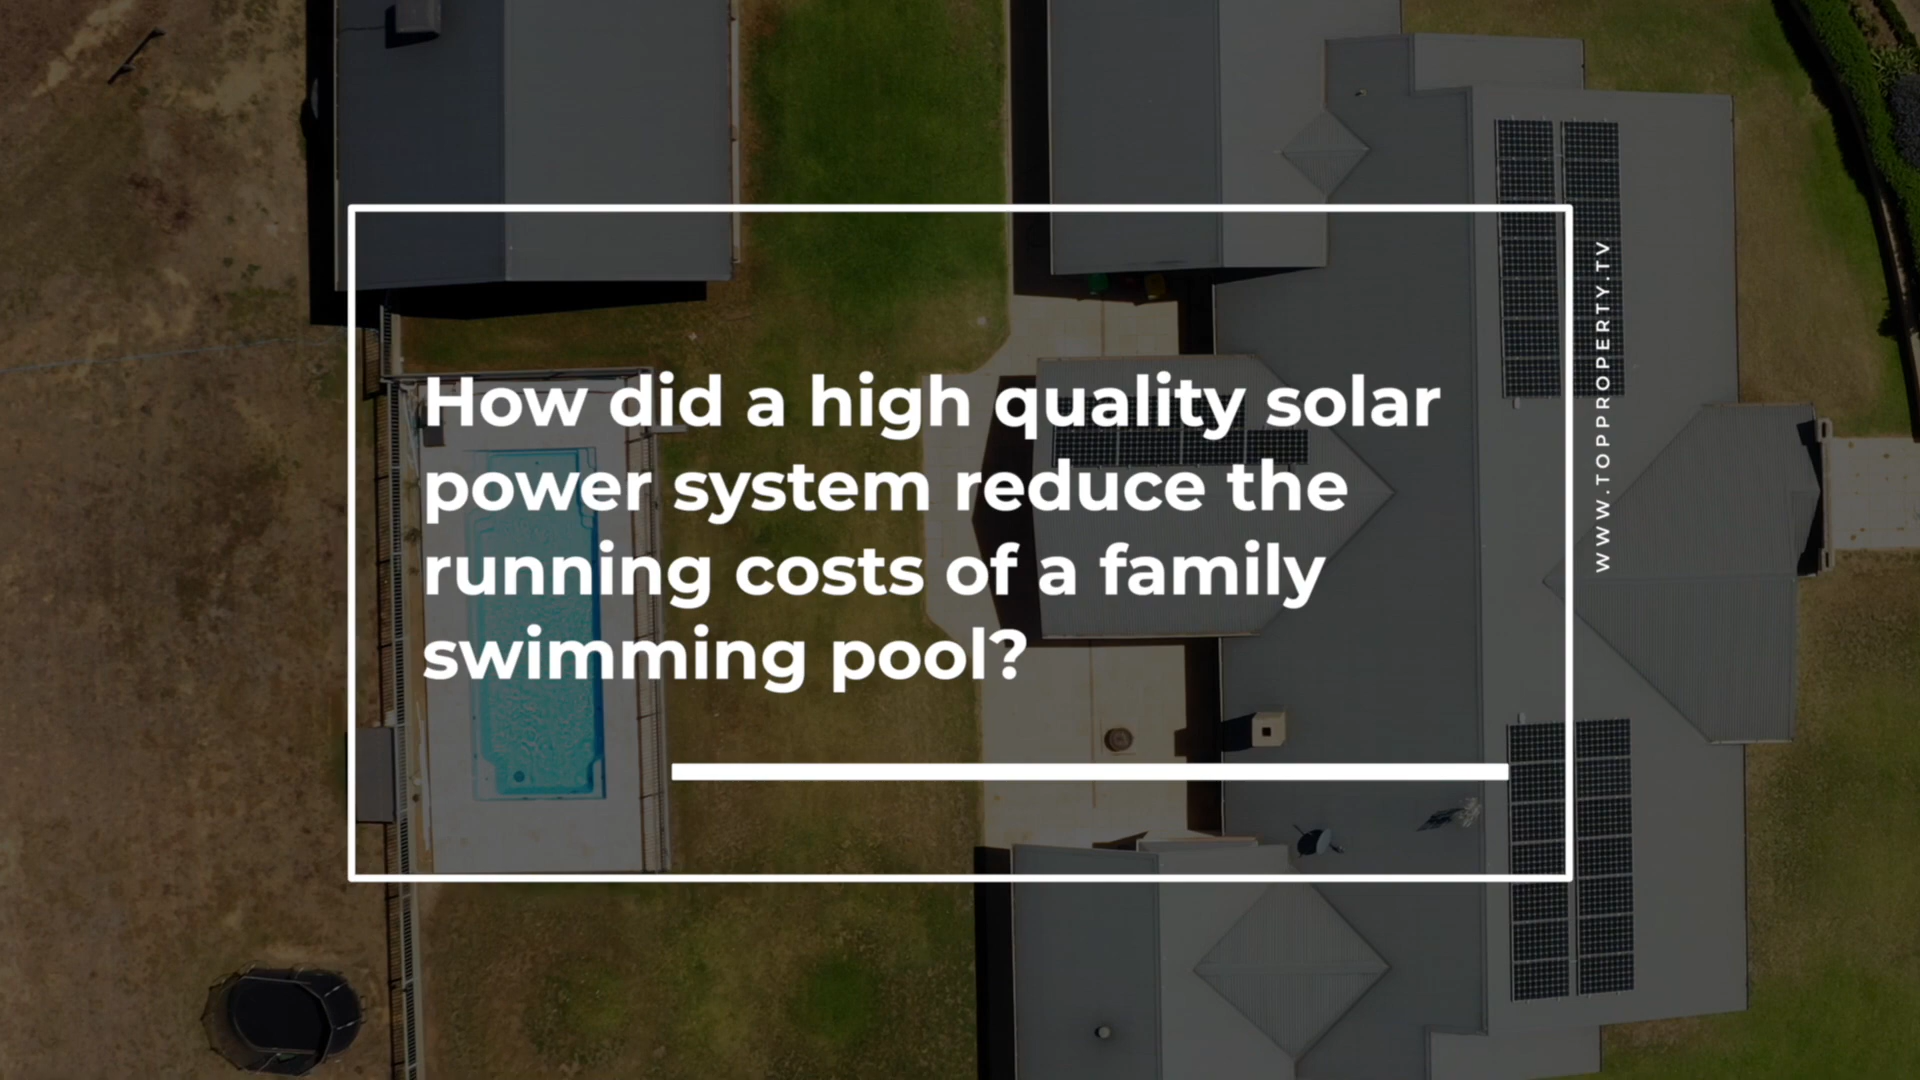 How did a high quality solar
power system reduce the
running costs of a family
swimming pool?
WWW.TOPPROPERTY.TV